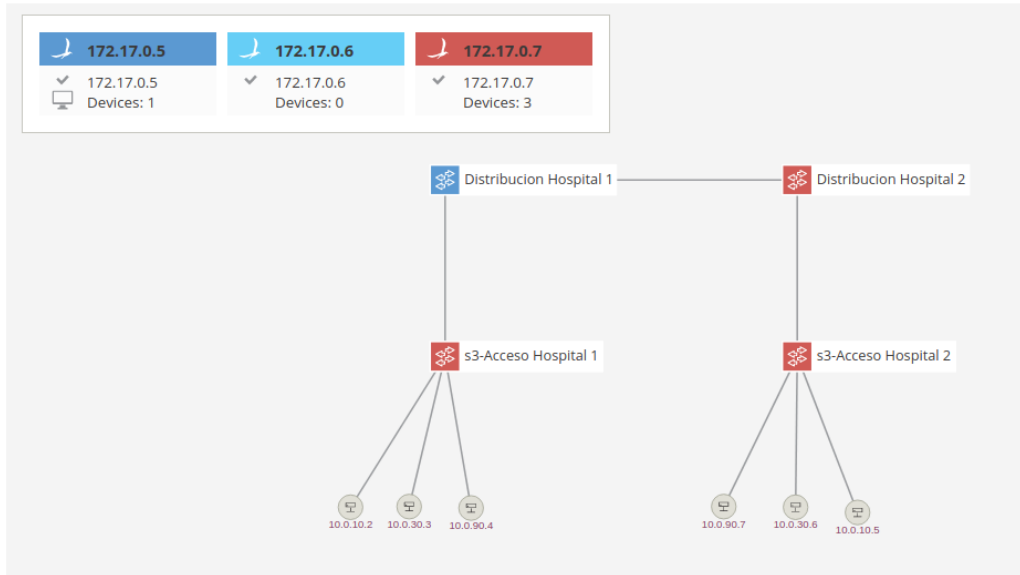 172.17.0.5
172.17.0.5
Devices: 1
172.17.0.6
172.17.0.6
Devices: 0
172.17.0.7
172.17.0.7
Devices: 3
Distribucion Hospital 1
Distribucion Hospital 2
s3-Acceso Hospital 1
s3-Acceso Hospital 2
10.0.10.2
10.0.30.3
10.0.90.4
10.0.90.7
10.0.30.6
10.0.10.5